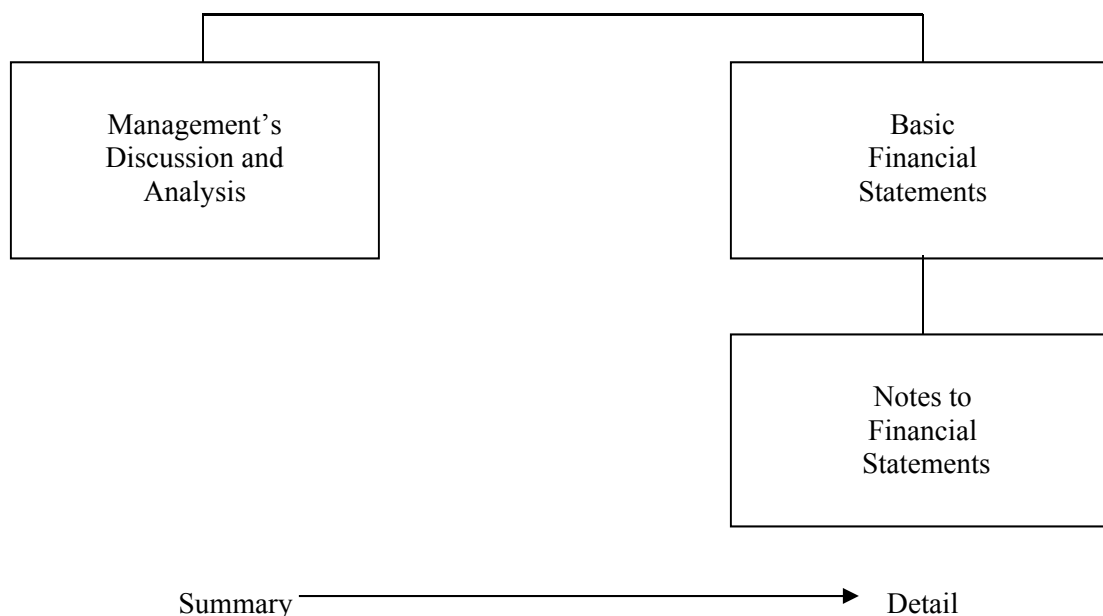 Management’s
Discussion and
Analysis
Basic
Financial
Statements
Notes to
Financial
Statements
Summary
Detail